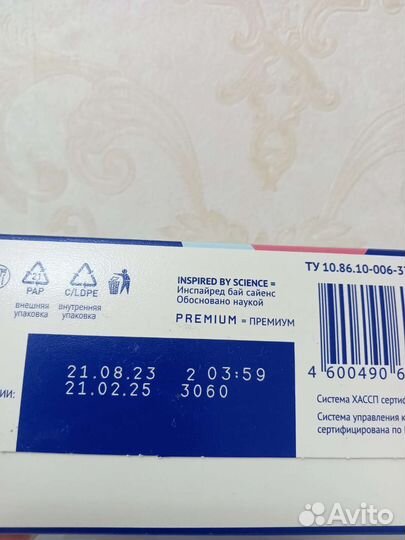 ТУ 10.86.10-006-3
INSPIRED BY SCIENCE =
Инспайред бай сайенс
Обосновано наукой
PREMIUM = ПРЕМИУМ
21
PAP
C/LDPE
внешняя
упаковка
внутренняя
упаковка
21.08.23 2 03:59
21.02.25 3060
4 600490 6
Система ХАССП
Система управления
сертифицирована по
Avito